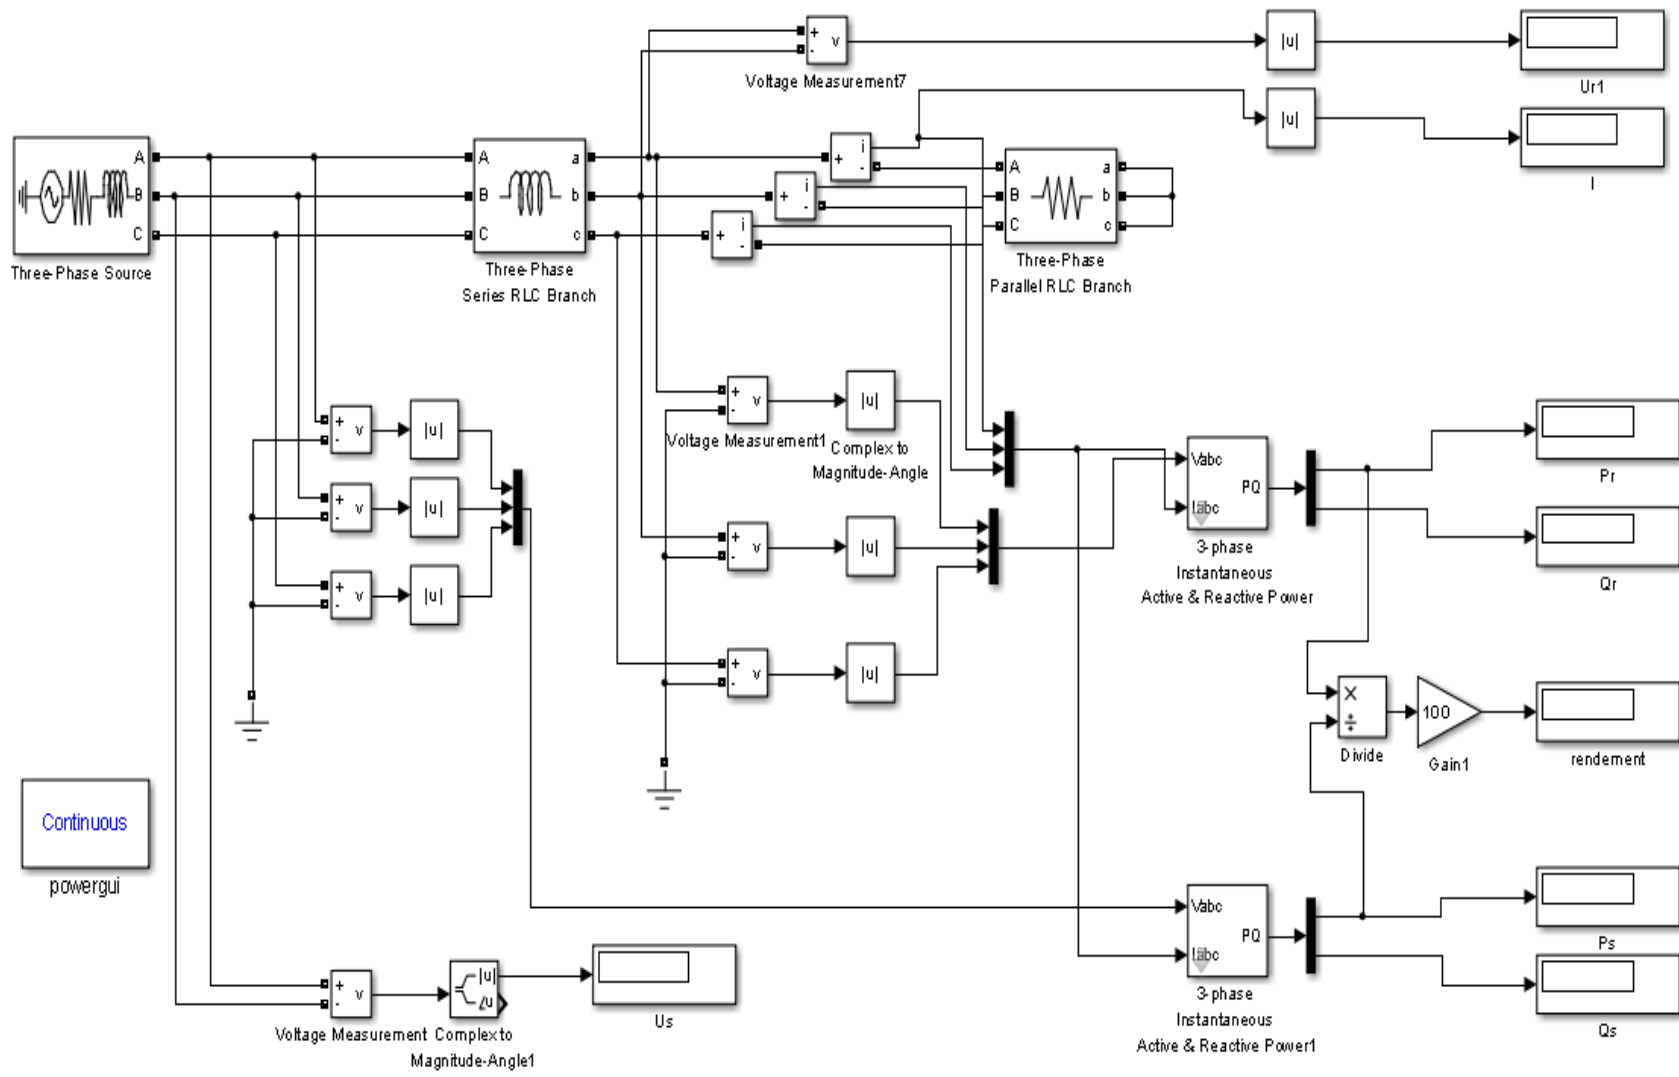 +
-
v
Voltage Measurement7
|u|
Ur1
|u|
I
A
B
C
Three-Phase Source
A
B
C
a
b
c
Three-Phase
Series RLC Branch
+
i
-
+
i
-
+
i
-
A
B
C
a
b
c
Three-Phase
Parallel RLC Branch
+
-
v
|u|
+
-
v
|u|
+
-
v
|u|
+
-
v
Voltage Measurement1
|u|
Complex to
Magnitude-Angle
+
-
v
|u|
+
-
v
|u|
Vabc
Iabc
PQ
3-phase
Instantaneous
Active & Reactive Power
Pr
Qr
×
÷
Divide
100
Gain1
rendement
Continuous
powergui
Vabc
Iabc
PQ
3-phase
Instantaneous
Active & Reactive Power1
Ps
Qs
+
-
v
Voltage Measurement
|u|
∠u
Complex to
Magnitude-Angle1
Us